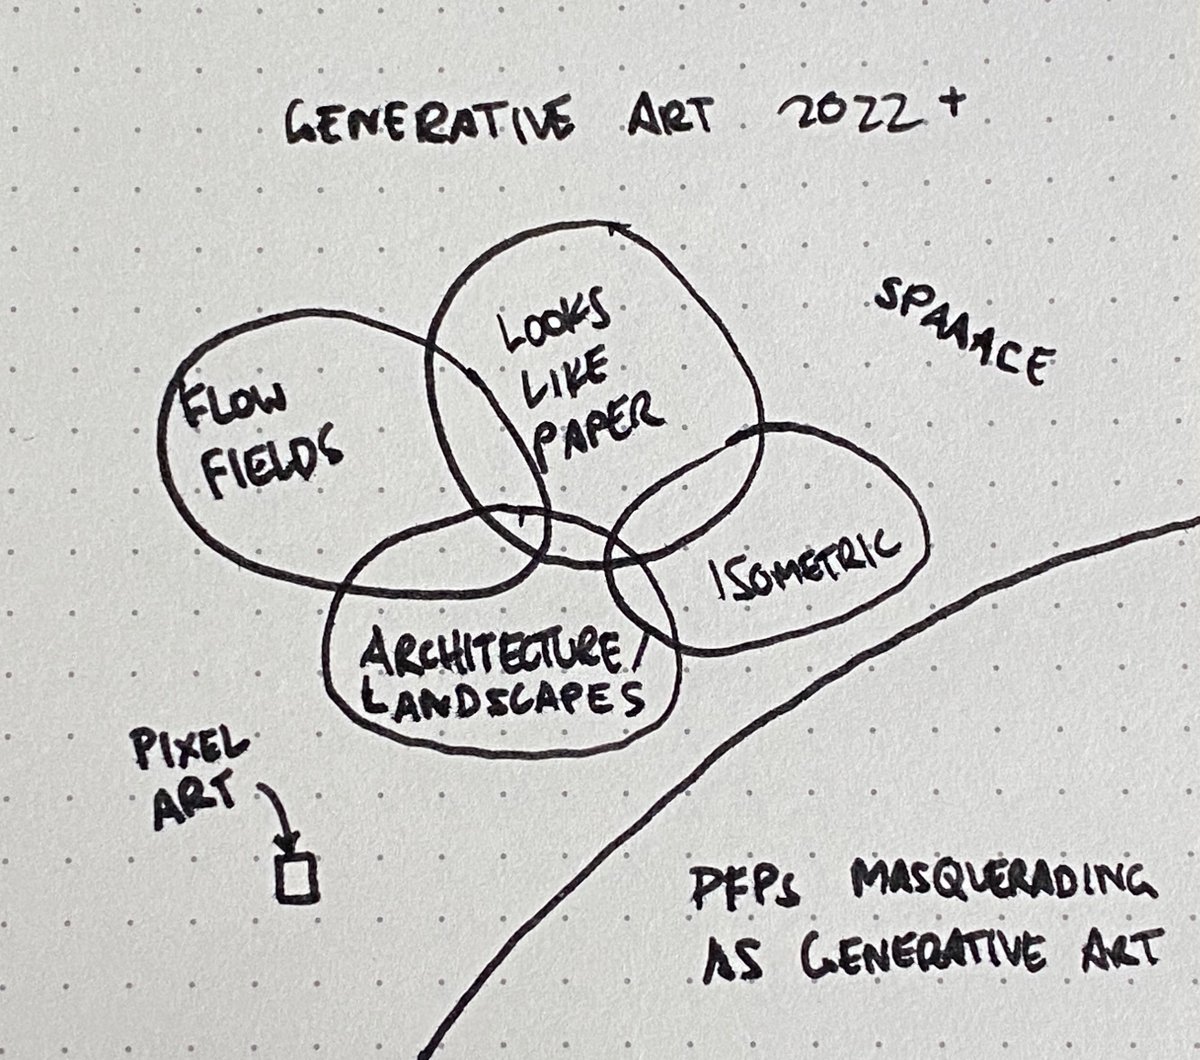 GENERATIVE ART 2022+
LOOKS
LIKE
PAPER
SPAAACE
FLOW
FIELDS
ISOMETRIC
ARCHITECTURE/
LANDSCAPES
PIXEL
ART
PFPs MASQUERADING
AS GENERATIVE ART